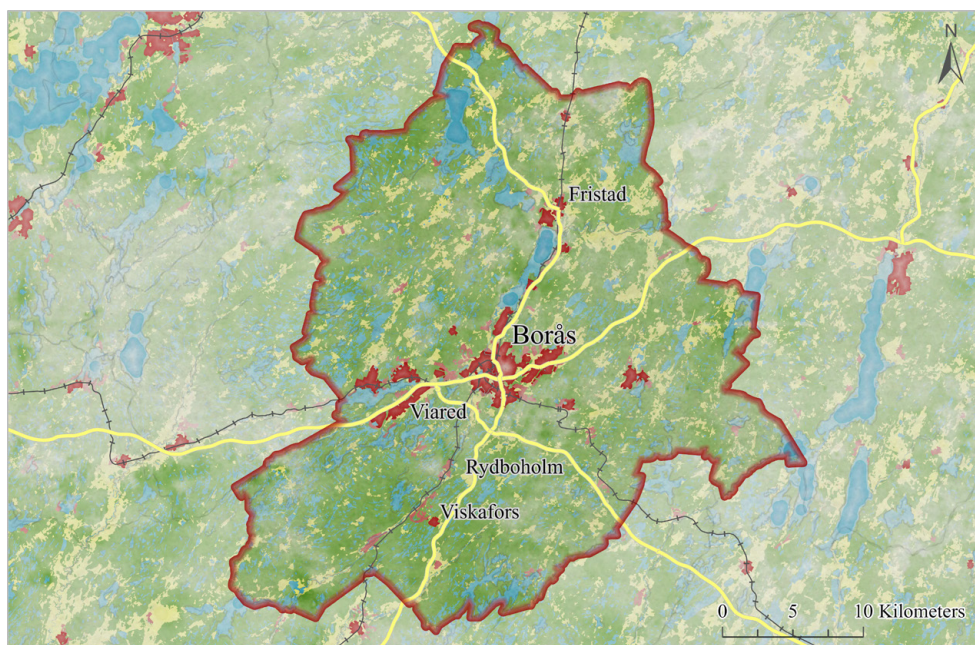 N
Fristad
Borås
Viared
Rydboholm
Viskafors
0 5 10 Kilometers